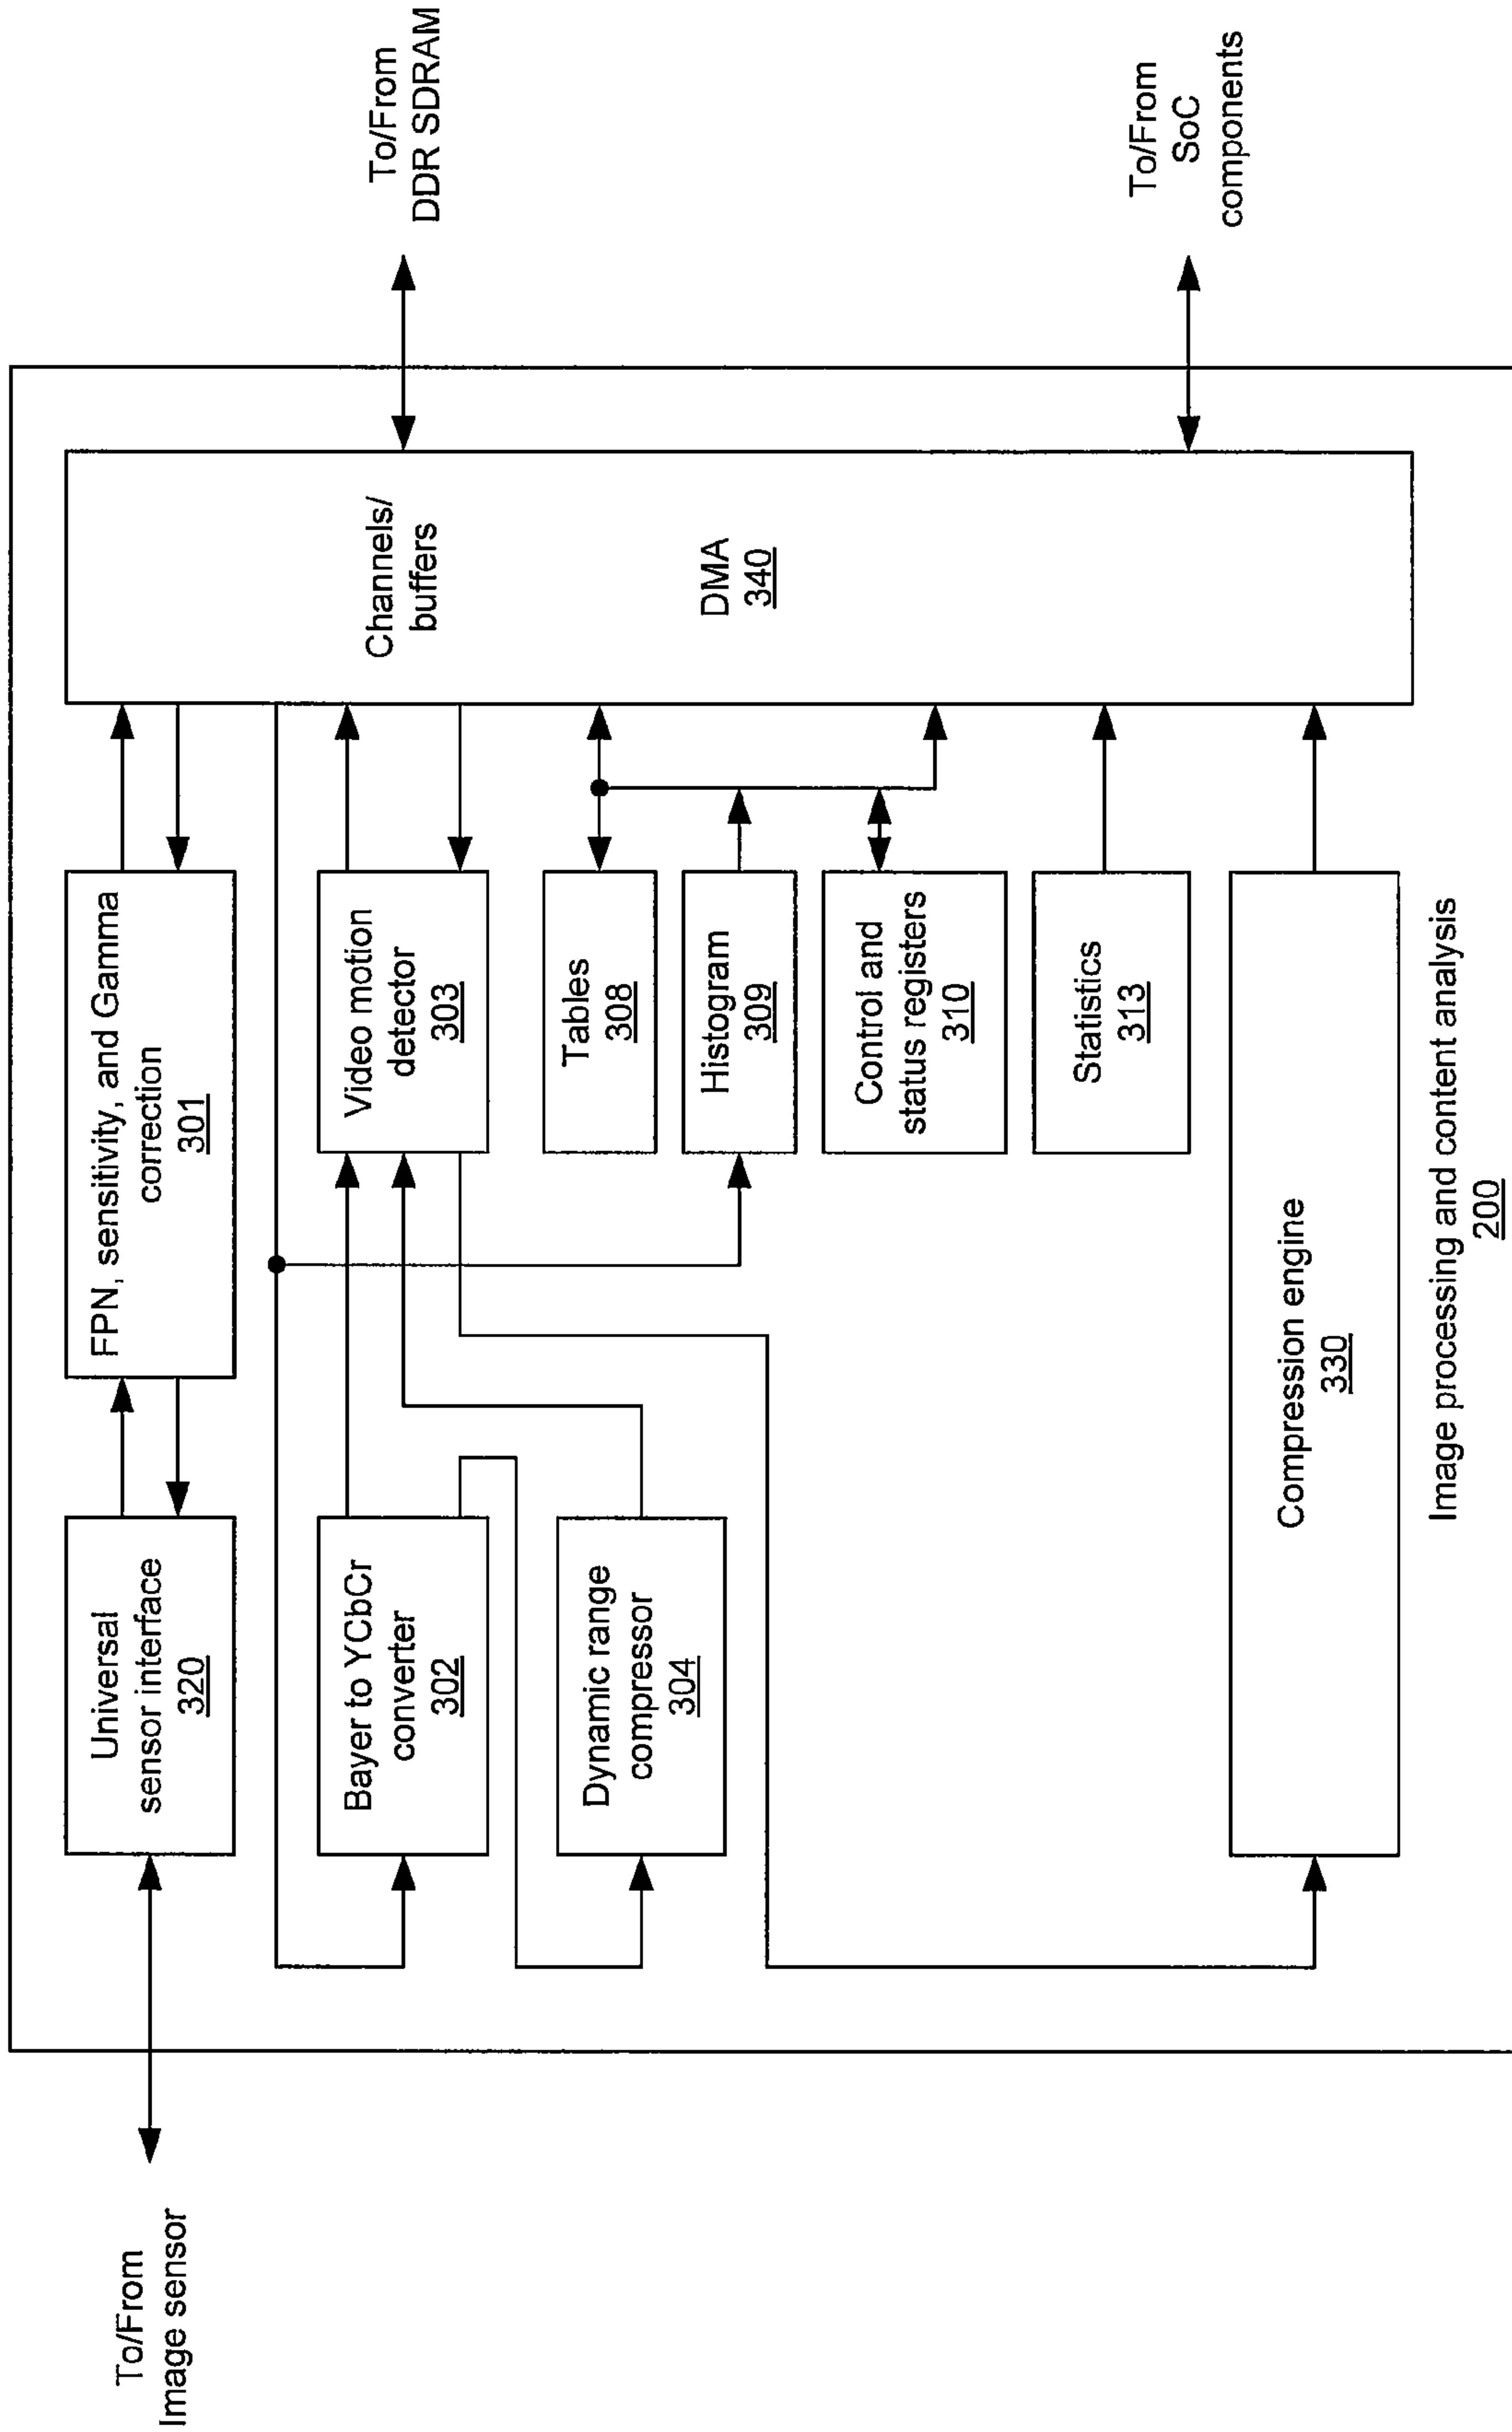 To/From
Image sensor
Universal
sensor interface
320
FPN, sensitivity, and Gamma
correction
301
Bayer to YCbCr
converter
302
Video motion
detector
303
Dynamic range
compressor
304
Tables
308
Histogram
309
Control and
status registers
310
Statistics
313
Compression engine
330
Channels/
buffers
DMA
340
To/From
DDR SDRAM
To/From
SoC
components
Image processing and content analysis
200